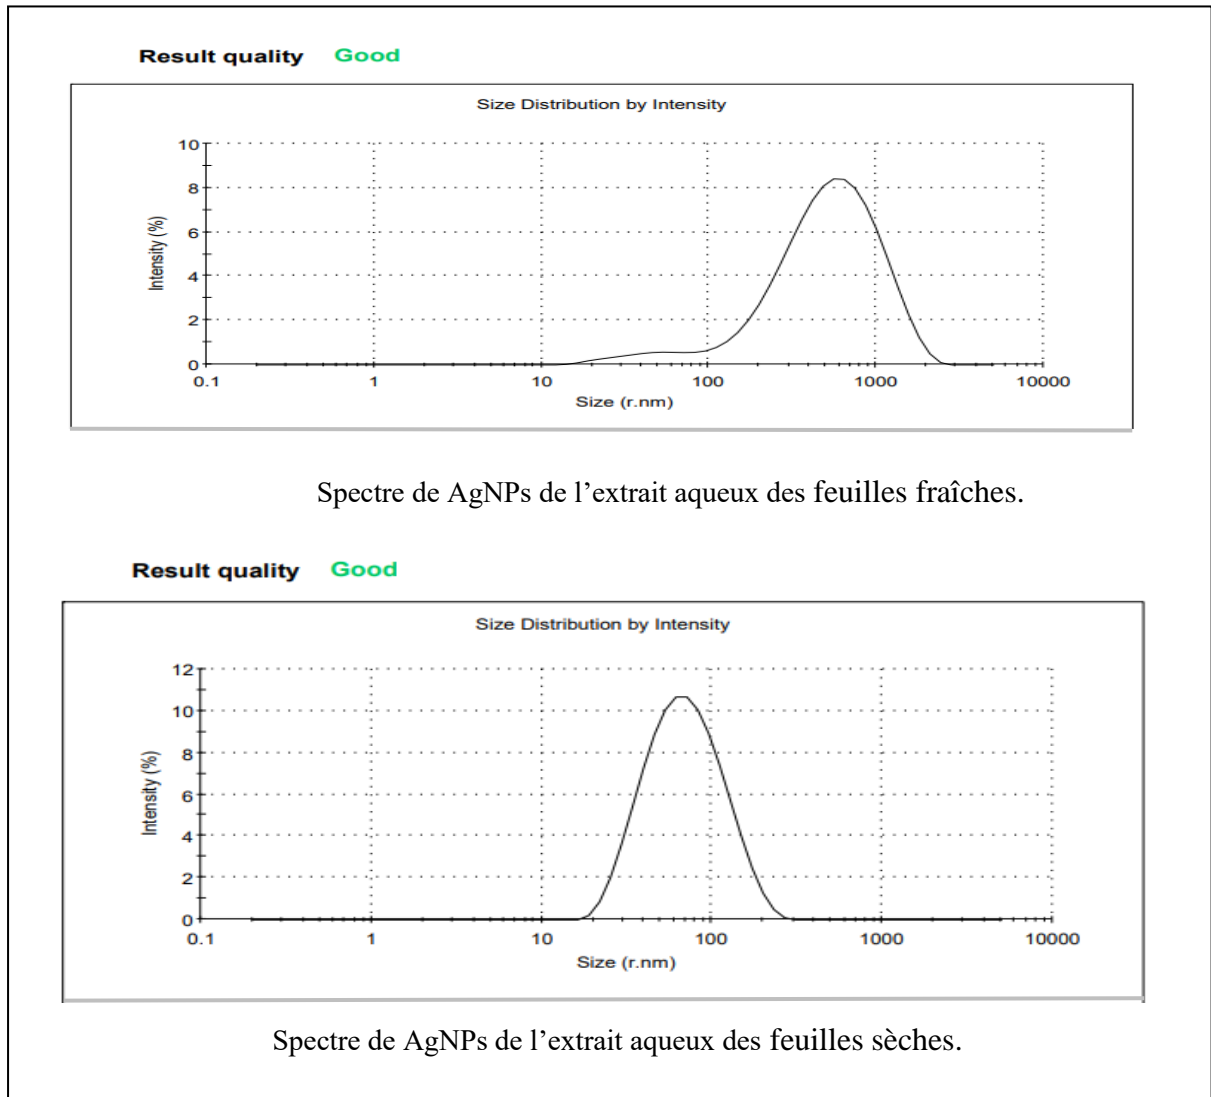 Result quality Good
Size Distribution by Intensity
10
8
6
4
2
0
Intensity (%)
0.1 1 10 100 1000 10000
Size (r.nm)
Spectre de AgNPs de l’extrait aqueux des feuilles fraîches.
Result quality Good
Size Distribution by Intensity
12
10
8
6
4
2
0
Intensity (%)
0.1 1 10 100 1000 10000
Size (r.nm)
Spectre de AgNPs de l’extrait aqueux des feuilles sèches.